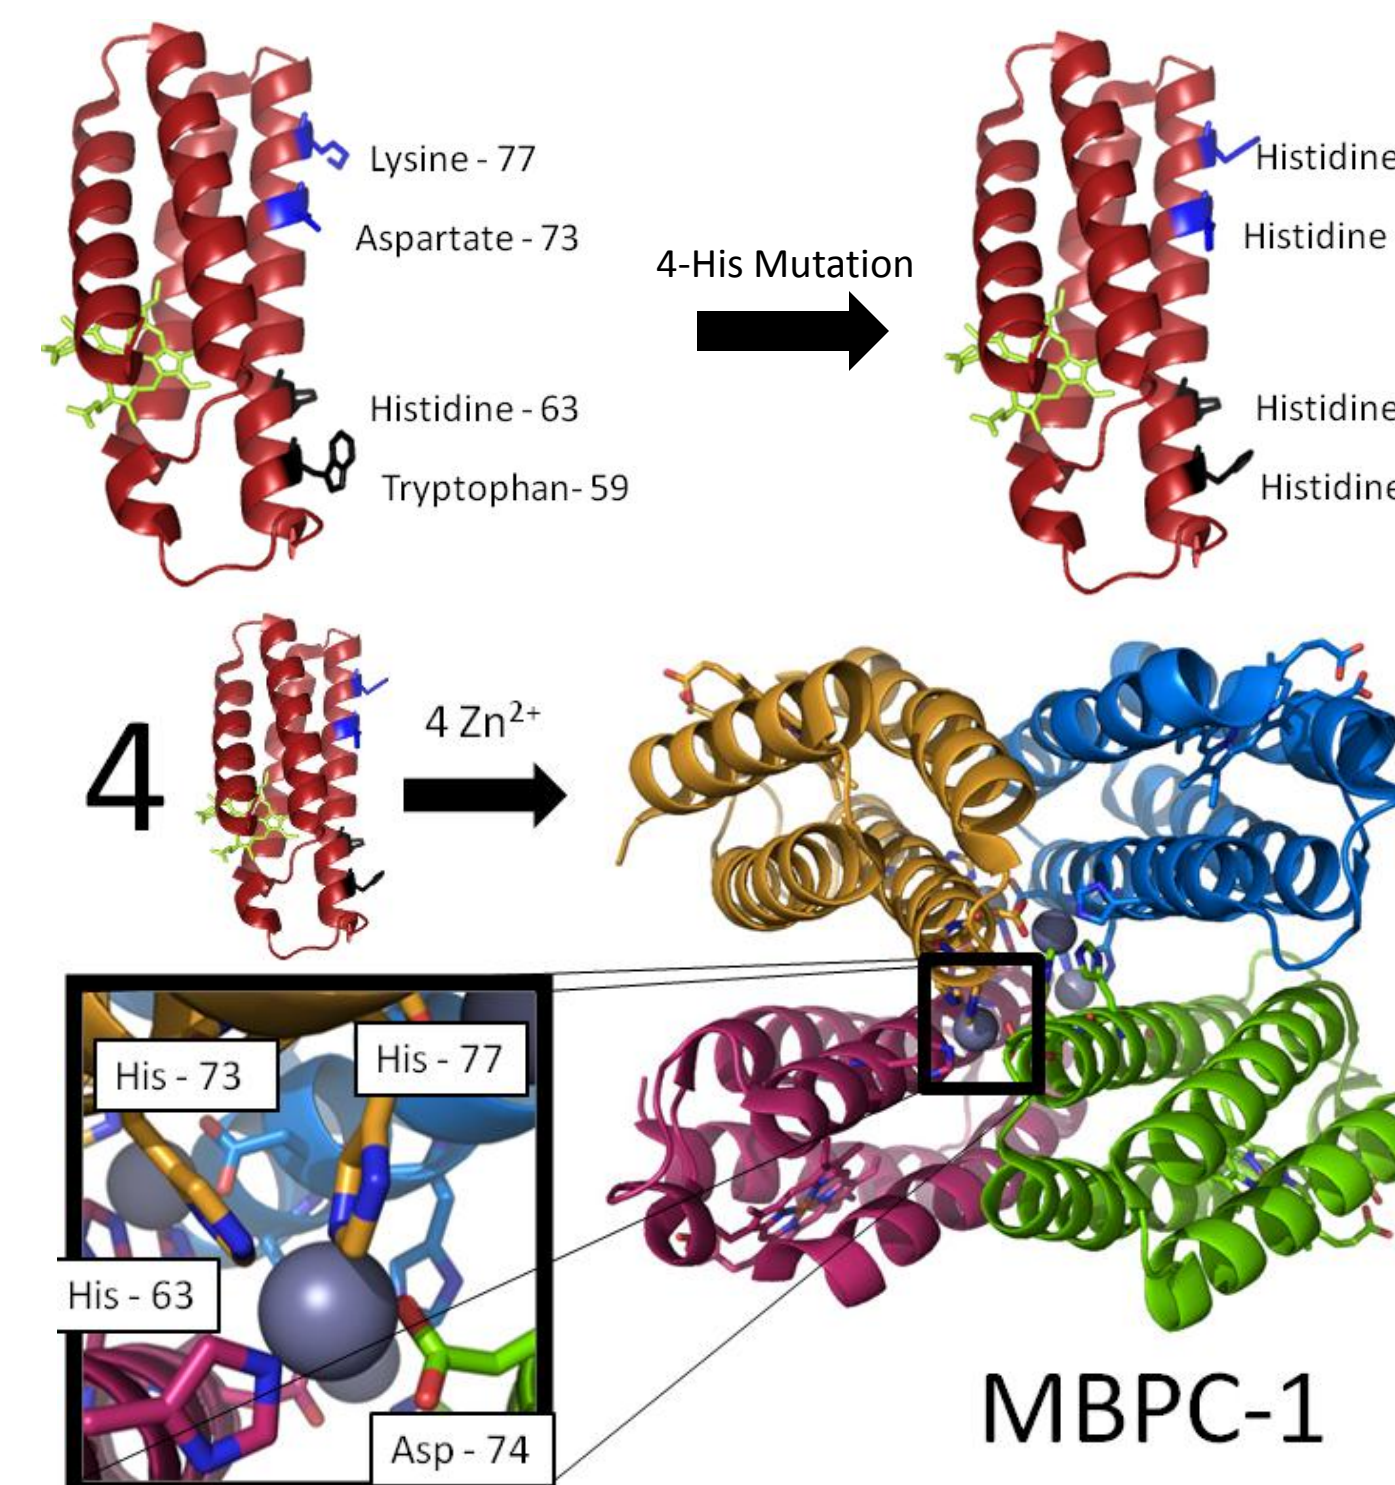 Lysine - 77
Histidine
Aspartate - 73
Histidine
4-His Mutation
Histidine - 63
Histidine
Tryptophan- 59
Histidine
4
4 Zn2+
His - 73
His - 77
His - 63
Asp - 74
MBPC-1